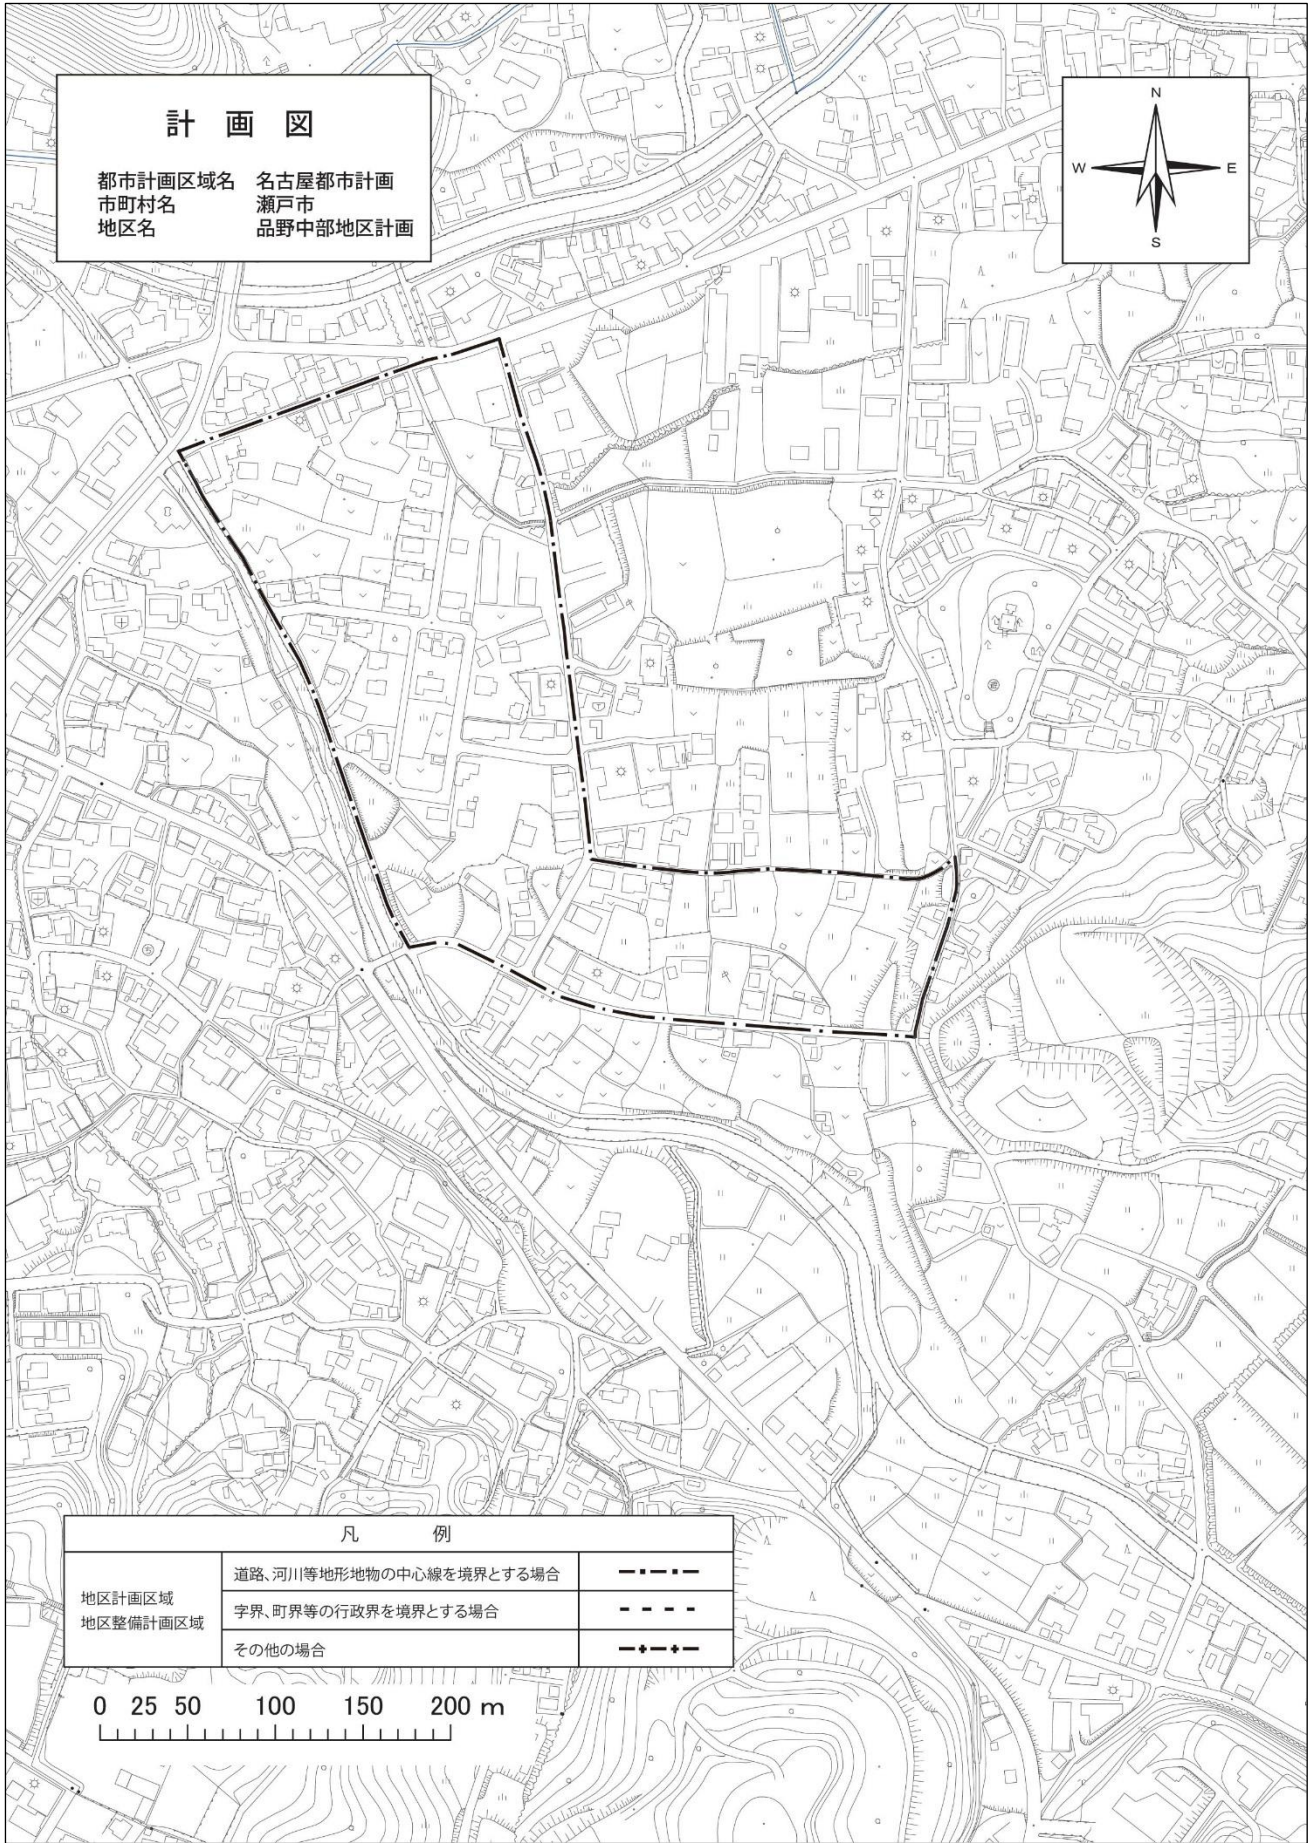 計 画 図
都市計画区域名 名古屋都市計画
市町村名 瀬戸市
地区名 品野中部地区計画
N
W E
S
凡 例
地区計画区域
地区整備計画区域
道路、河川等地形地物の中心線を境界とする場合
字界、町界等の行政界を境界とする場合
その他の場合
0 25 50 100 150 200 m